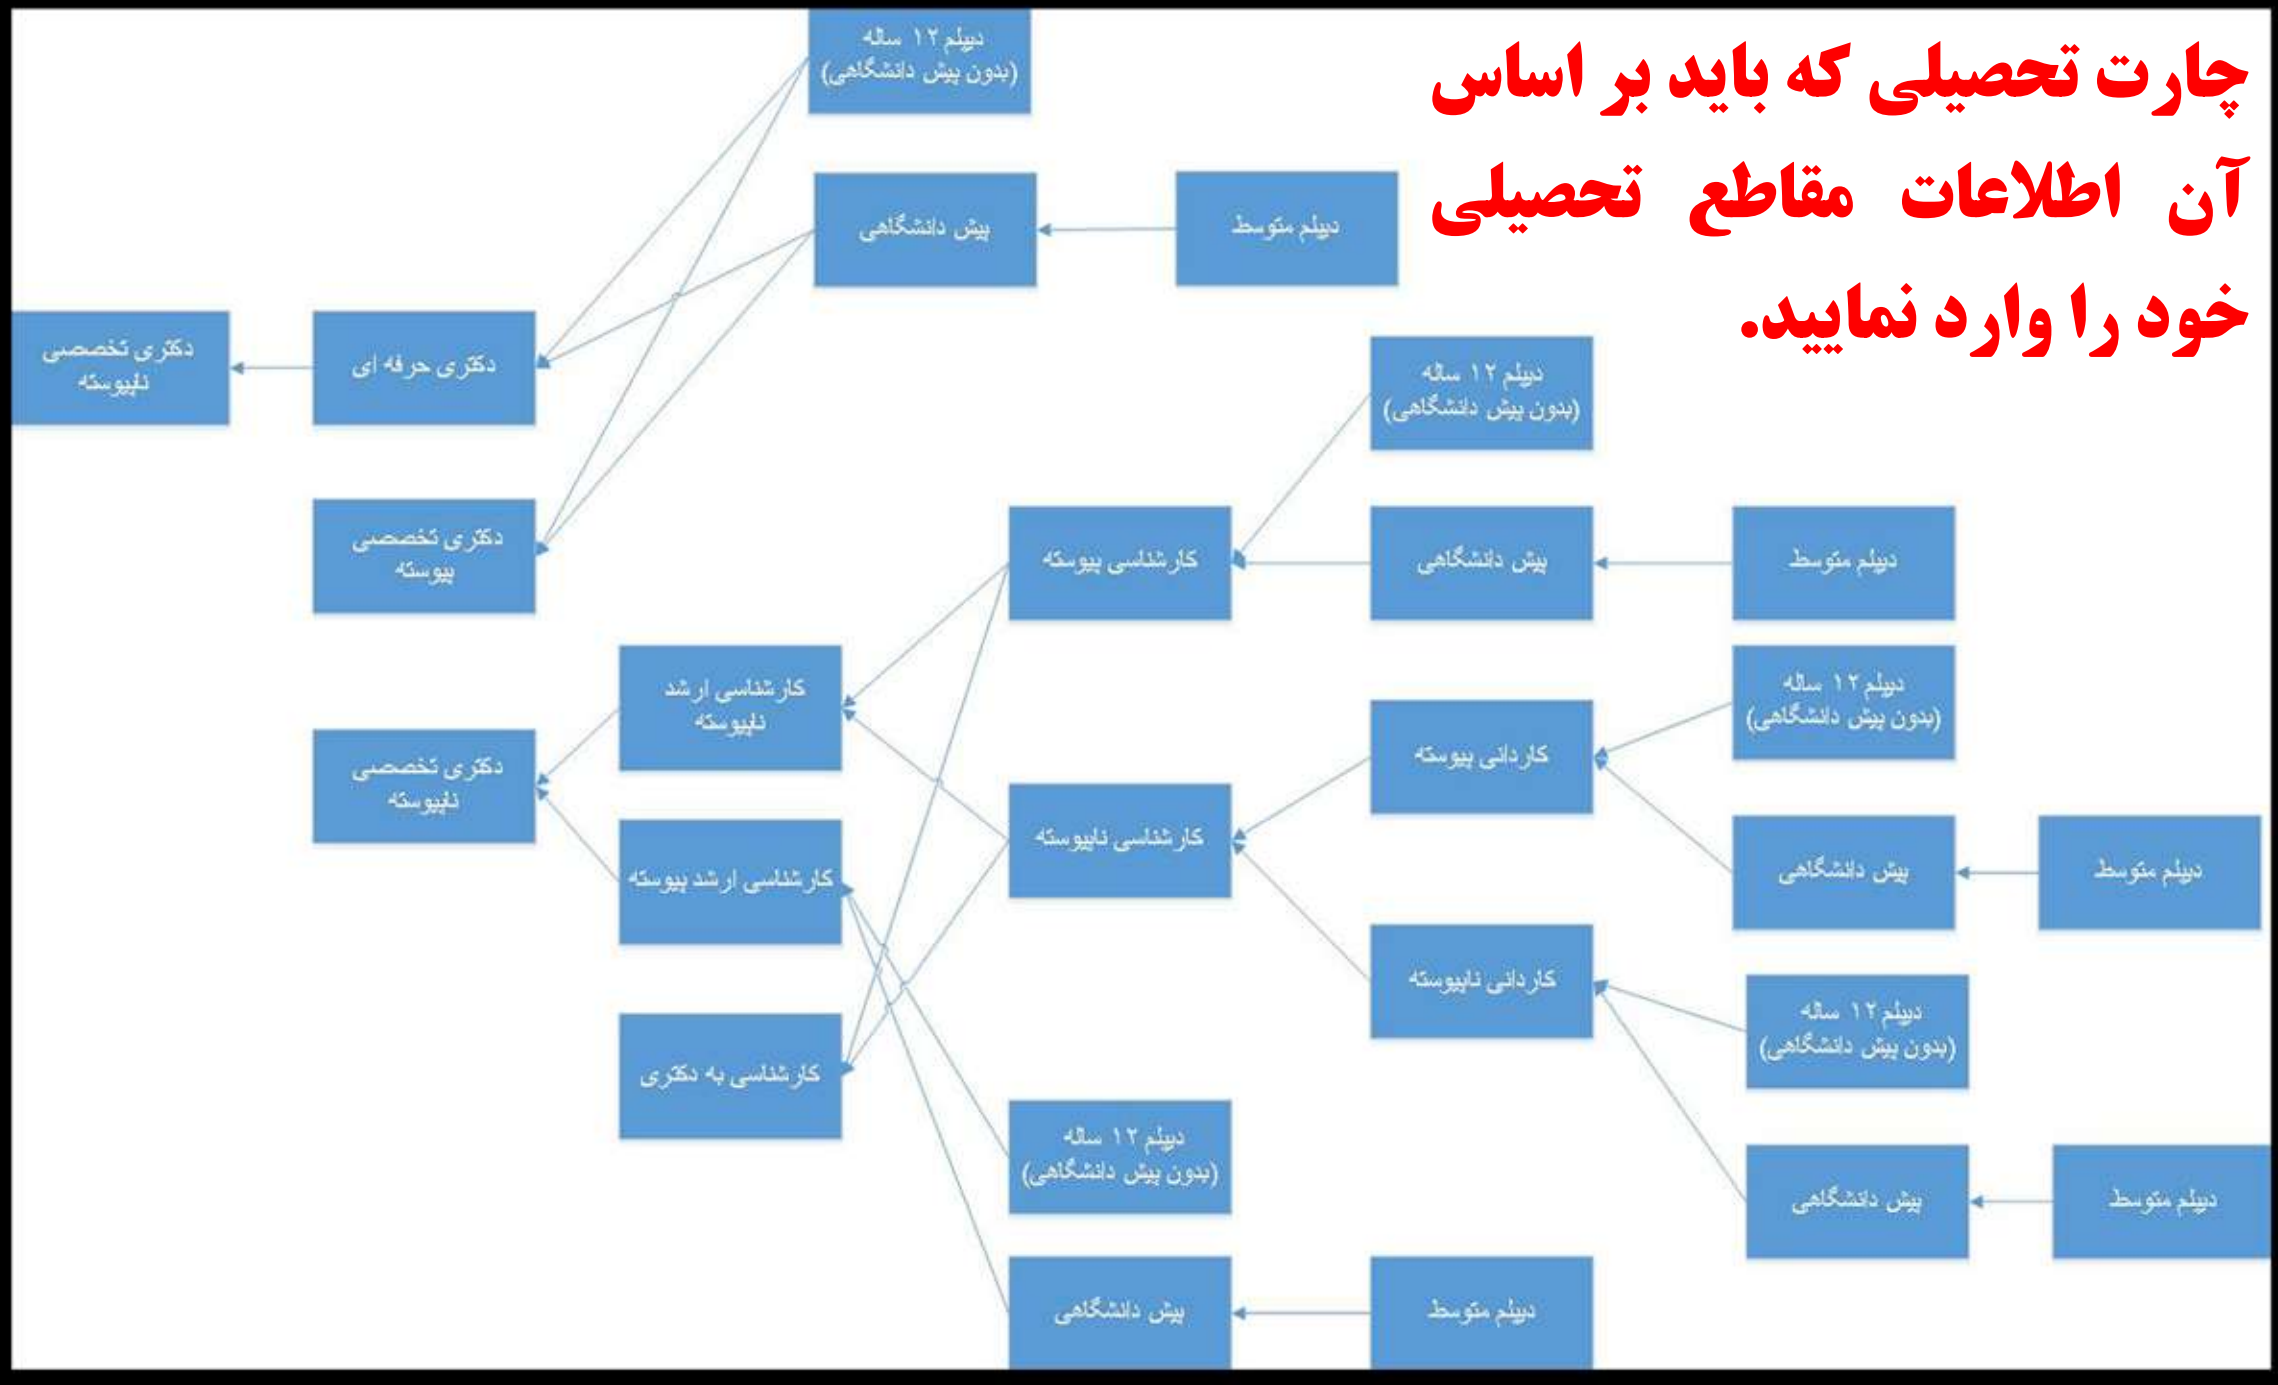 چارت تحصیلی که باید بر اساس
آن اطلاعات مقاطع تحصیلی
خود را وارد نمایید.
دیپلم ۱۲ ساله
(بدون پیش دانشگاهی)
دیپلم متوسط
پیش دانشگاهی
دکتری حرفه ای
دکتری تخصصی
ناپیوسته
دکتری تخصصی
پیوسته
دیپلم ۱۲ ساله
(بدون پیش دانشگاهی)
دیپلم متوسط
پیش دانشگاهی
کارشناسی پیوسته
دیپلم ۱۲ ساله
(بدون پیش دانشگاهی)
کاردانی پیوسته
کارشناسی ارشد
ناپیوسته
دکتری تخصصی
ناپیوسته
دیپلم متوسط
پیش دانشگاهی
کارشناسی ناپیوسته
کارشناسی ارشد پیوسته
کاردانی ناپیوسته
دیپلم ۱۲ ساله
(بدون پیش دانشگاهی)
کارشناسی به دکتری
دیپلم ۱۲ ساله
(بدون پیش دانشگاهی)
دیپلم متوسط
پیش دانشگاهی
دیپلم متوسط
پیش دانشگاهی